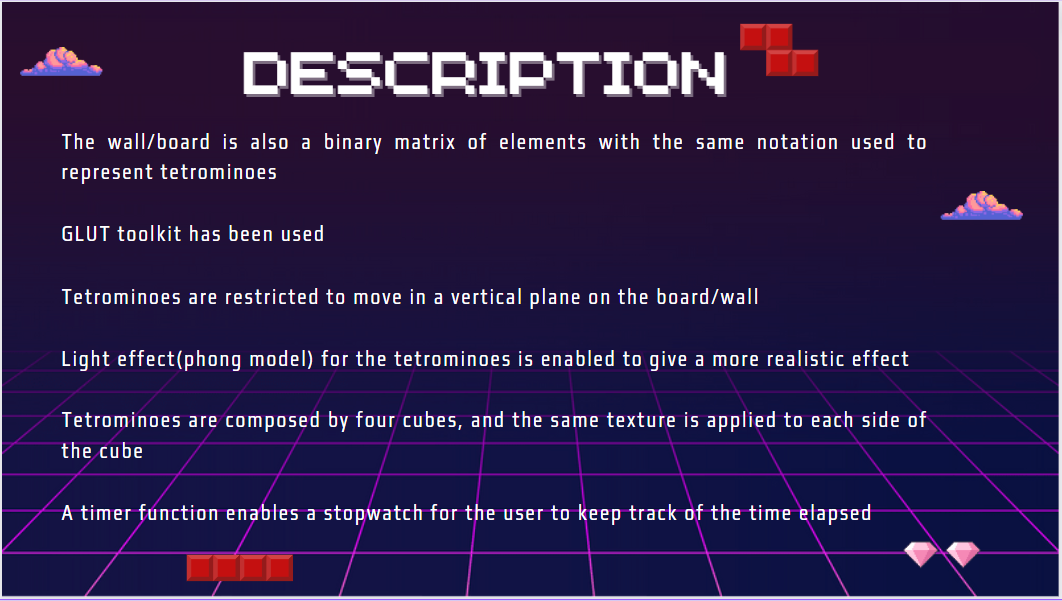 DESCRIPTION
The wall/board is also a binary matrix of elements with the same notation used to
represent tetrominoes
GLUT toolkit has been used
Tetrominoes are restricted to move in a vertical plane on the board/wall
Light effect(phong model) for the tetrominoes is enabled to give a more realistic effect
Tetrominoes are composed by four cubes, and the same texture is applied to each side of
the cube
A timer function enables a stopwatch for the user to keep track of the time elapsed